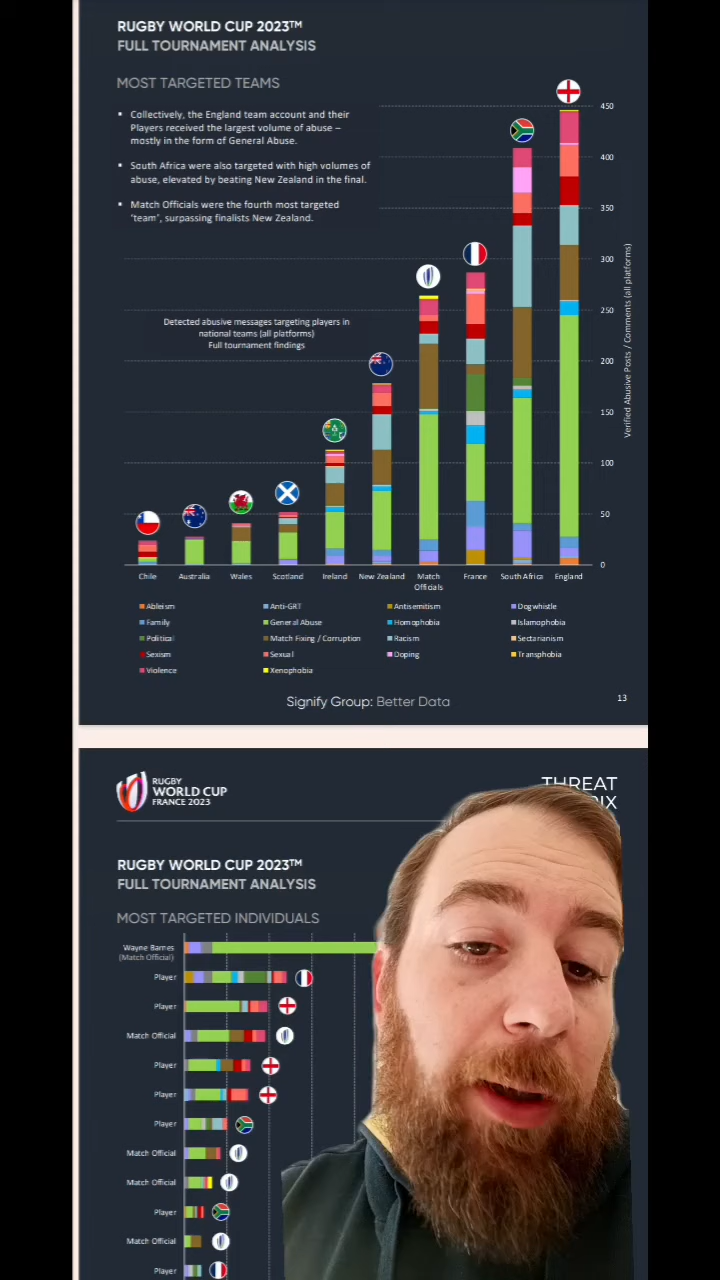 RUGBY WORLD CUP 2023™
FULL TOURNAMENT ANALYSIS
MOST TARGETED TEAMS
▪ Collectively, the England team account and their
Players received the largest volume of abuse –
mostly in the form of General Abuse.
▪ South Africa were also targeted with high volumes of
abuse, elevated by beating New Zealand in the final.
▪ Match Officials were the fourth most targeted
‘team’, surpassing finalists New Zealand.
Detected abusive messages targeting players in
national teams (all platforms)
Full tournament findings
450
400
350
300
250
200
150
100
50
0
Verified Abusive Posts / Comments (all platforms)
Chile
Australia
Wales
Scotland
Ireland
New Zealand
Match
Officials
France
South Africa
England
Ableism
Anti-GRT
Antisemitism
Dogwhistle
Family
General Abuse
Homophobia
Islamophobia
Political
Match Fixing / Corruption
Racism
Sectarianism
Sexism
Sexual
Doping
Transphobia
Violence
Xenophobia
Signify Group: Better Data
13
RUGBY
WORLD CUP
FRANCE 2023
THREAT
RUGBY WORLD CUP 2023™
FULL TOURNAMENT ANALYSIS
MOST TARGETED INDIVIDUALS
Wayne Barnes
(Match Official)
Player
Player
Match Official
Player
Player
Player
Match Official
Match Official
Player
Match Official
Player